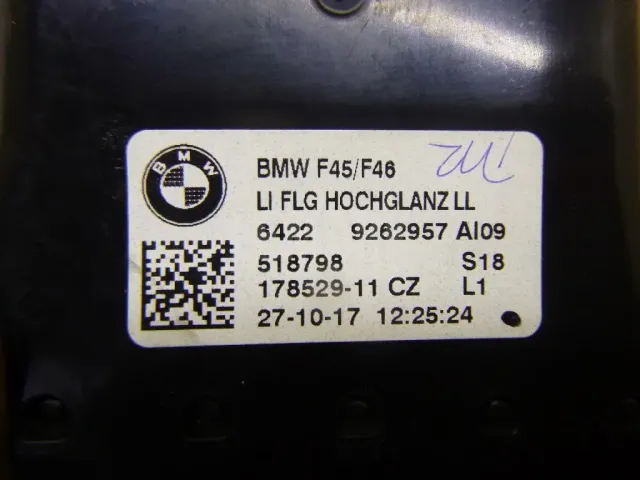 BMW
BMW F45/F46
LI FLG HOCHGLANZ LL
6422 9262957 AI09
518798 S18
178529-11 CZ L1
27-10-17 12:25:24